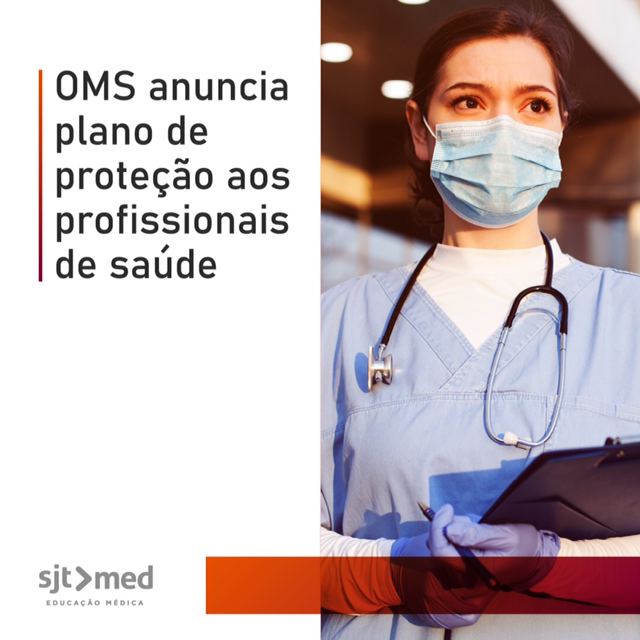 OMS anuncia
plano de
proteção aos
profissionais
de saúde
sjt>med
EDUCAÇÃO MÉDICA